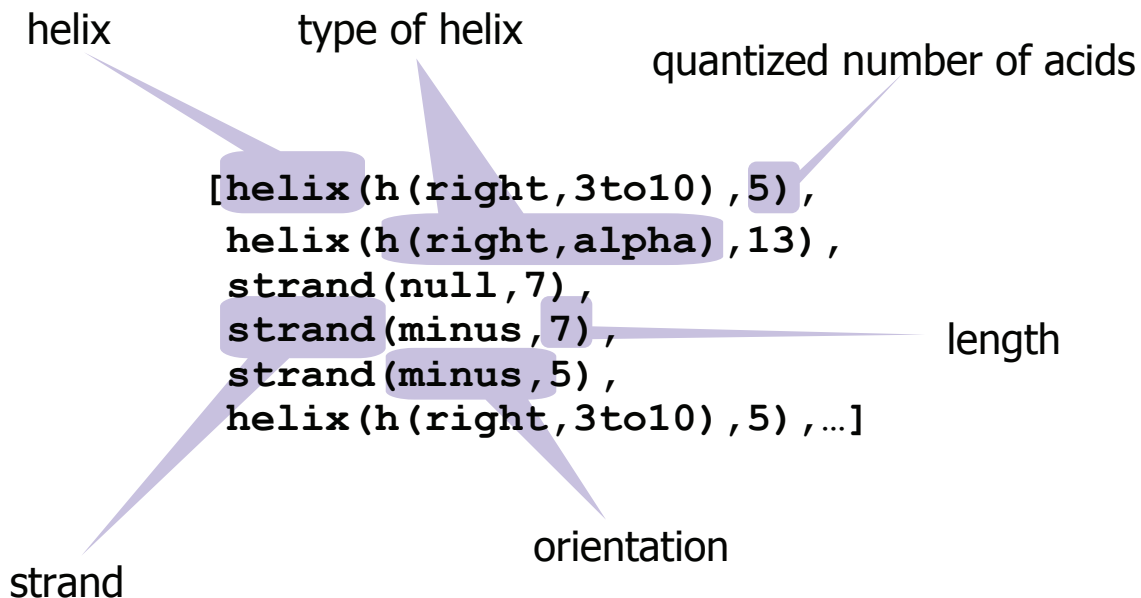 helix
type of helix
quantized number of acids
[helix(h(right,3to10),5),
helix(h(right,alpha),13),
strand(null,7),
strand(minus,7),
strand(minus,5),
helix(h(right,3to10),5),…]
length
orientation
strand